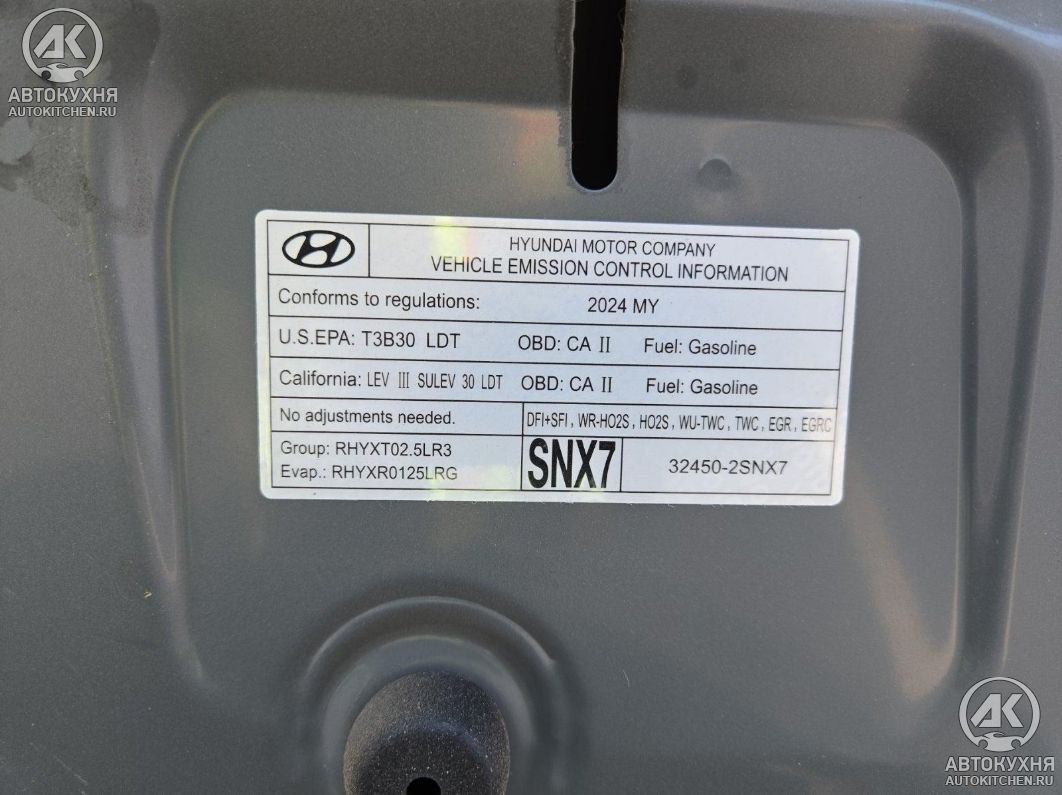 АК
АВТОКУХНЯ
AUTOKITCHEN.RU
HYUNDAI MOTOR COMPANY
VEHICLE EMISSION CONTROL INFORMATION
Conforms to regulations: 2024 MY
U.S.EPA: T3B30 LDT OBD: CA II Fuel: Gasoline
California: LEV III SULEV 30 LDT OBD: CA II Fuel: Gasoline
No adjustments needed. DFI+SFI, WR-HO2S, HO2S, WU-TWC, TWC, EGR, EGRC
Group: RHYXT02.5LR3
Evap.: RHYXR0125LRG
SNX7
32450-2SNX7
АК
АВТОКУХНЯ
AUTOKITCHEN.RU